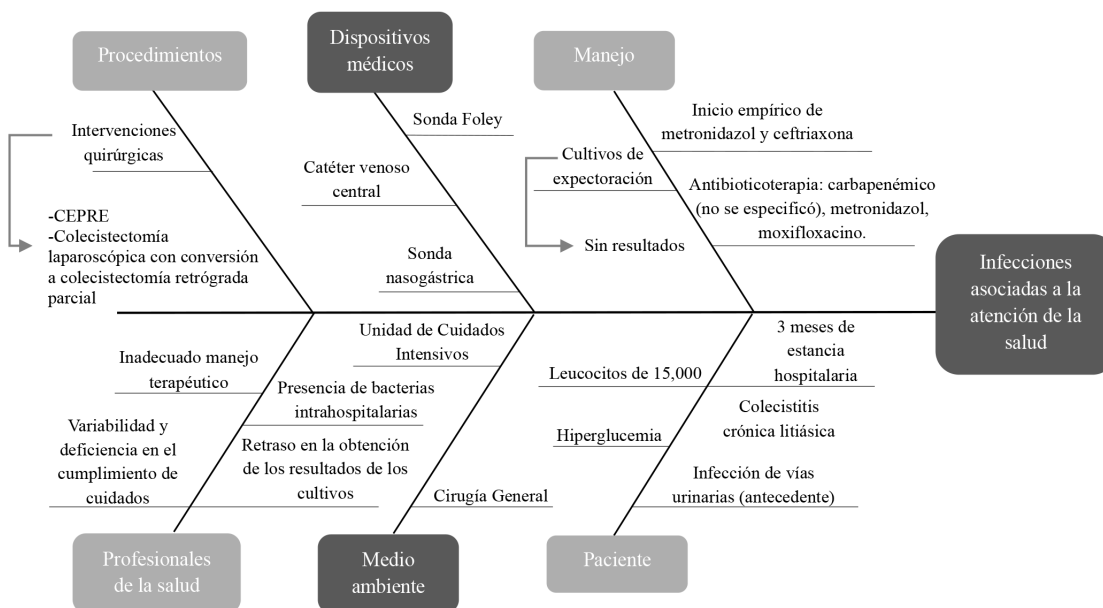 Procedimientos
Dispositivos
médicos
Manejo
Intervenciones
quirúrgicas
-CEPRE
-Colecistectomía
laparoscópica con conversión
a colecistectomía retrógrada
parcial
Sonda Foley
Catéter venoso
central
Sonda
nasogástrica
Inicio empírico de
metronidazol y ceftriaxona
Cultivos de
expectoración
Sin resultados
Antibioticoterapia: carbapenémico
(no se especificó), metronidazol,
moxifloxacino.
Infecciones
asociadas a la
atención de la
salud
Inadecuado manejo
terapéutico
Variabilidad y
deficiencia en el
cumplimiento de
cuidados
Presencia de bacterias
intrahospitalarias
Retraso en la obtención
de los resultados de los
cultivos
Unidad de Cuidados
Intensivos
Cirugía General
Leucocitos de 15,000
Hiperglucemia
3 meses de
estancia
hospitalaria
Colecistitis
crónica litiásica
Infección de vías
urinarias (antecedente)
Profesionales
de la salud
Medio
ambiente
Paciente